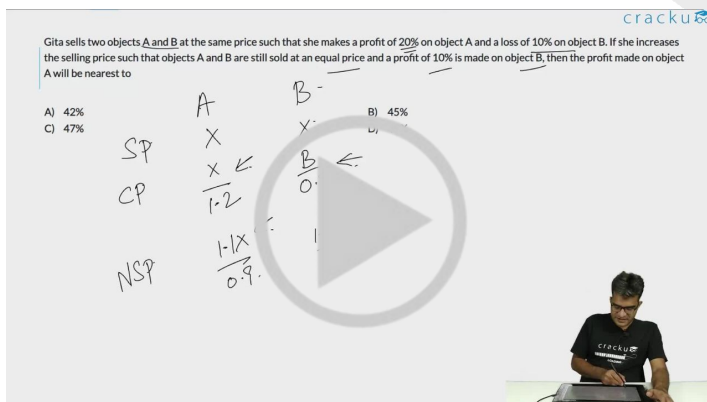 cracku
Gita sells two objects A and B at the same price such that she makes a profit of 20% on object A and a loss of 10% on object B. If she increases
the selling price such that objects A and B are still sold at an equal price and a profit of 10% is made on object B, then the profit made on object
A will be nearest to
A) 42%
B) 45%
C) 47%
A B -
SP X X
CP X/1.2 B/0.
NSP 1.1X/0.9.
cracku